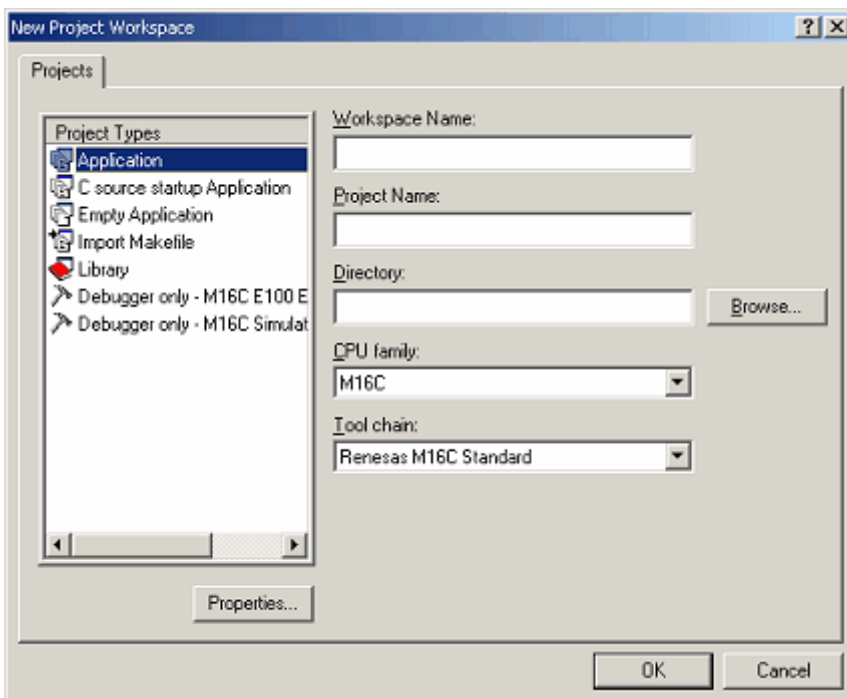 New Project Workspace
Projects
Project Types
Application
C source startup Application
Empty Application
Import Makefile
Library
Debugger only - M16C E100 E
Debugger only - M16C Simulat
Properties...
Workspace Name:
Project Name:
Directory:
Browse...
CPU family:
M16C
Tool chain:
Renesas M16C Standard
OK
Cancel